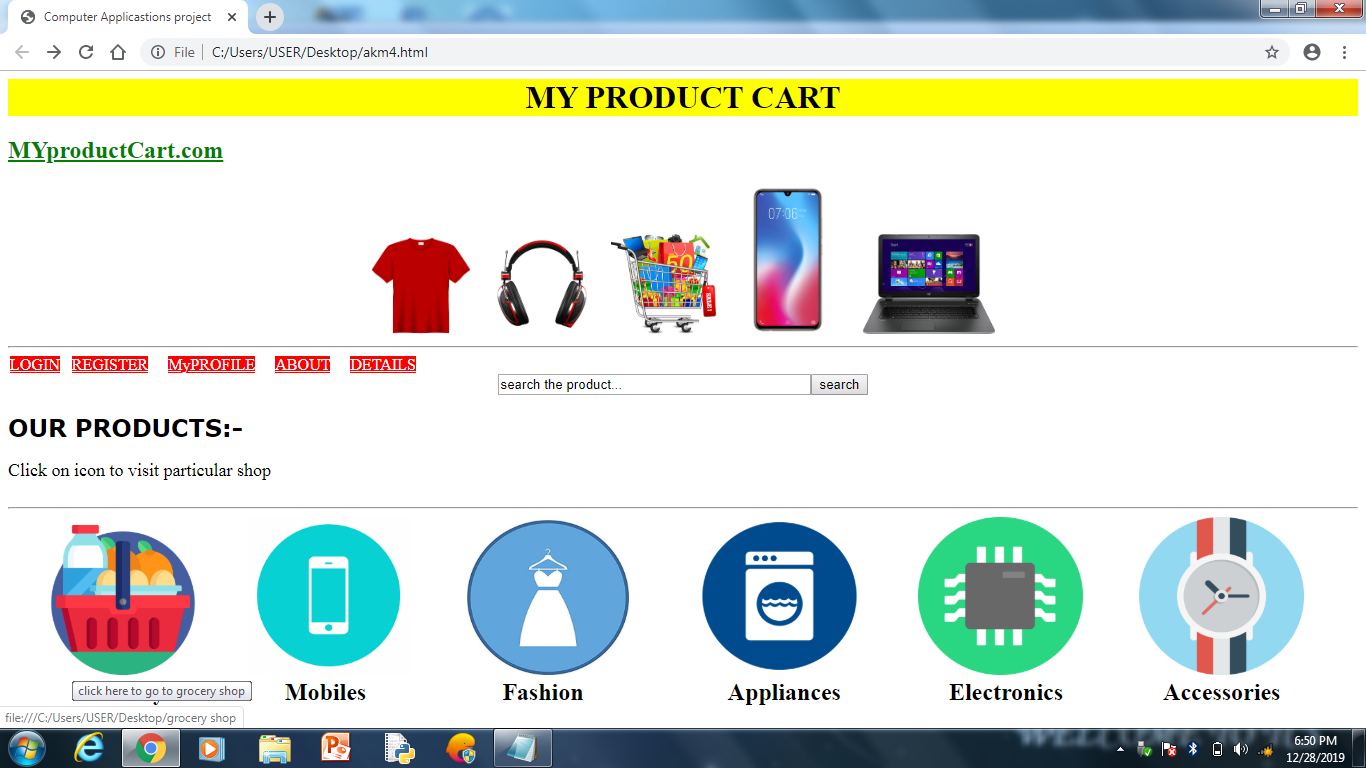 Computer Applicastions project
File
C:/Users/USER/Desktop/akm4.html
MY PRODUCT CART
MYproductCart.com
07:06
50
SALE!
Start
LOGIN REGISTER MyPROFILE ABOUT DETAILS
search the product... search
OUR PRODUCTS:-
Click on icon to visit particular shop
click here to go to grocery shop
Mobiles Fashion Appliances Electronics Accessories
file:///C:/Users/USER/Desktop/grocery shop
6:50 PM
12/28/2019